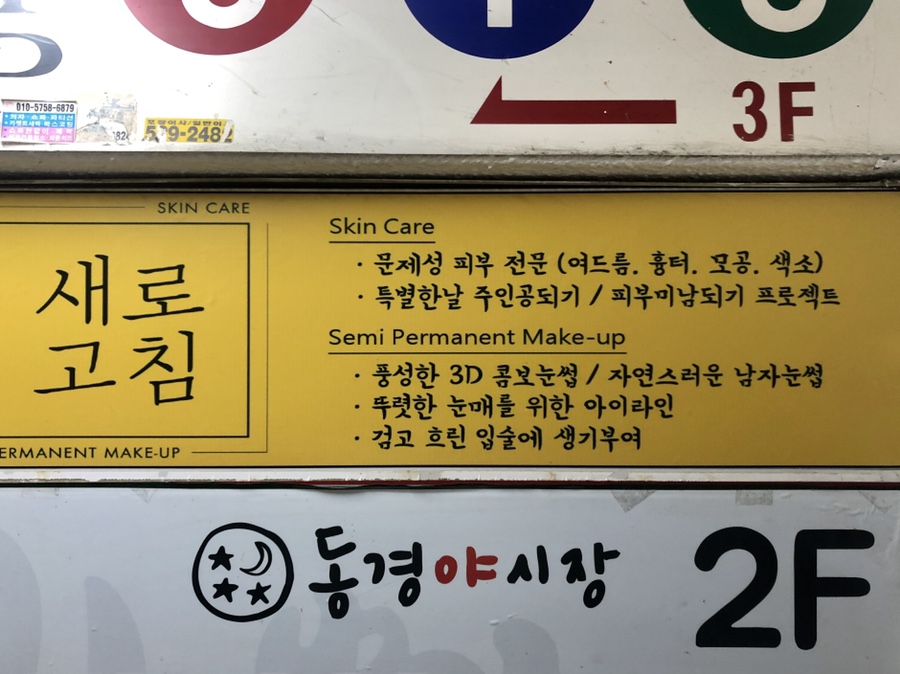 3F
010-5758-6879
579-2482
SKIN CARE
새로
고침
PERMANENT MAKE-UP
Skin Care
· 문제성 피부 전문 (여드름. 흉터. 모공. 색소)
· 특별한날 주인공되기 / 피부미남되기 프로젝트
Semi Permanent Make-up
· 풍성한 3D 콤보눈썹 / 자연스러운 남자눈썹
· 뚜렷한 눈매를 위한 아이라인
· 검고 흐린 입술에 생기부여
동경야시장
2F